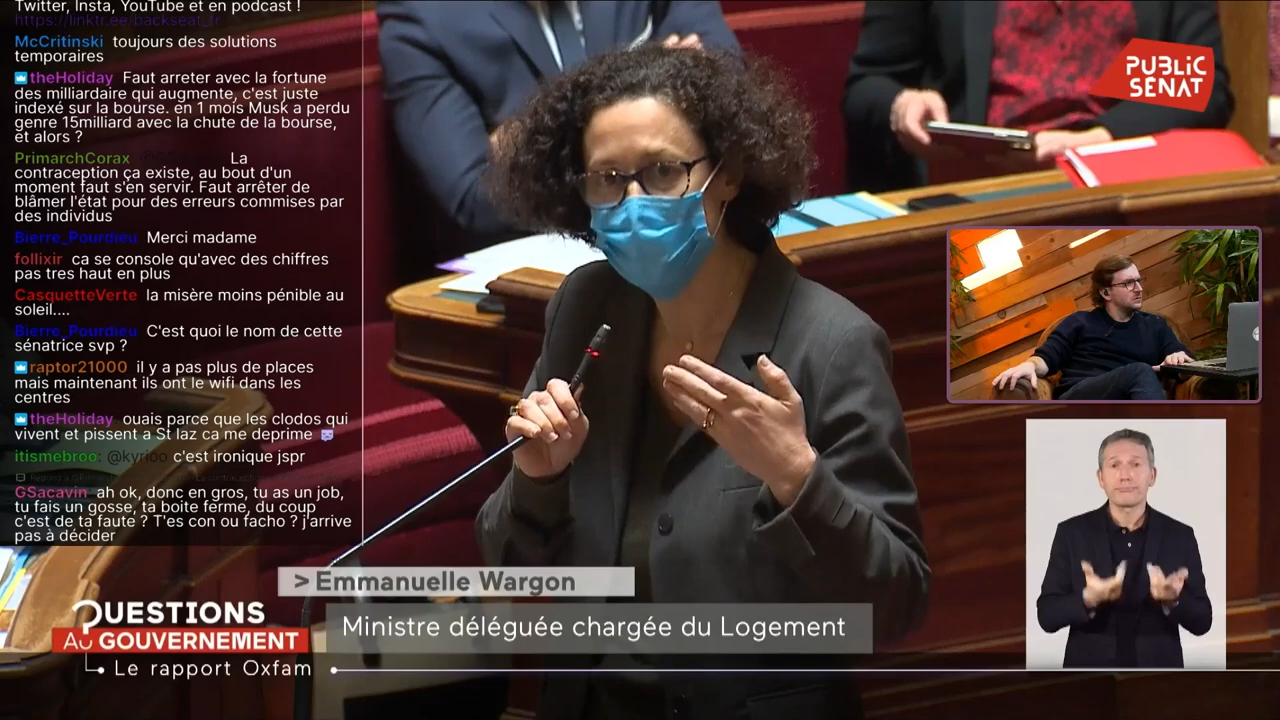 Twitter, Insta, YouTube et en podcast !
https://linktr.ee/backseat_fr
McCritinski toujours des solutions
temporaires
theHoliday Faut arreter avec la fortune
des milliardaire qui augmente, c'est juste
indexé sur la bourse. en 1 mois Musk a perdu
genre 15milliard avec la chute de la bourse,
et alors ?
PrimarchCorax La
contraception ça existe, au bout d'un
moment faut s'en servir. Faut arrêter de
blâmer l'état pour des erreurs commises par
des individus
Bierre_Pourdieu Merci madame
follixir ca se console qu'avec des chiffres
pas tres haut en plus
CasquetteVerte la misère moins pénible au
soleil....
Bierre_Pourdieu C'est quoi le nom de cette
sénatrice svp ?
raptor21000 il y a pas plus de places
mais maintenant ils ont le wifi dans les
centres
theHoliday ouais parce que les clodos qui
vivent et pissent a St laz ca me deprime
itismebroo: @kyrioo c'est ironique jspr
GSacavin ah ok, donc en gros, tu as un job,
tu fais un gosse, ta boite ferme, du coup
c'est de ta faute ? T'es con ou facho ? j'arrive
pas à décider
PUBLIC
SÉNAT
> Emmanuelle Wargon
Ministre déléguée chargée du Logement
QUESTIONS
AU GOUVERNEMENT
Le rapport Oxfam